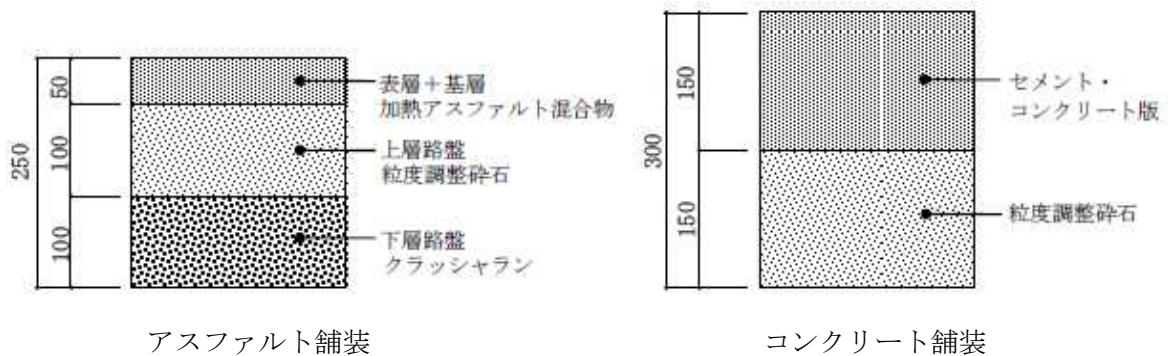 250
50
100
100
表層＋基層
加熱アスファルト混合物
上層路盤
粒度調整砕石
下層路盤
クラッシャラン
アスファルト舗装
300
150
150
セメント・
コンクリート版
粒度調整砕石
コンクリート舗装